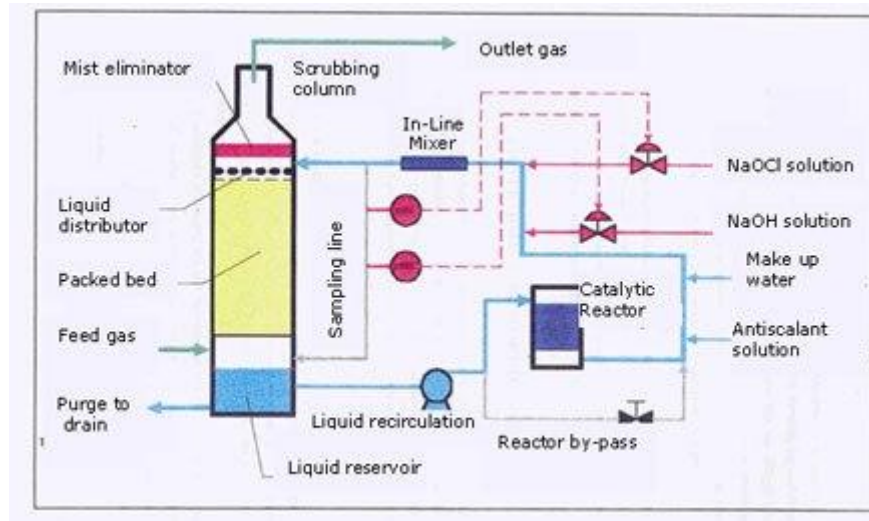 Outlet gas
Mist eliminator
Scrubbing
column
In-Line
Mixer
NaOCl solution
Liquid
distributor
NaOH solution
Make up
water
Packed bed
Sampling line
Catalytic
Reactor
Feed gas
Antiscalant
solution
Purge to
drain
Liquid recirculation
Reactor by-pass
Liquid reservoir
1